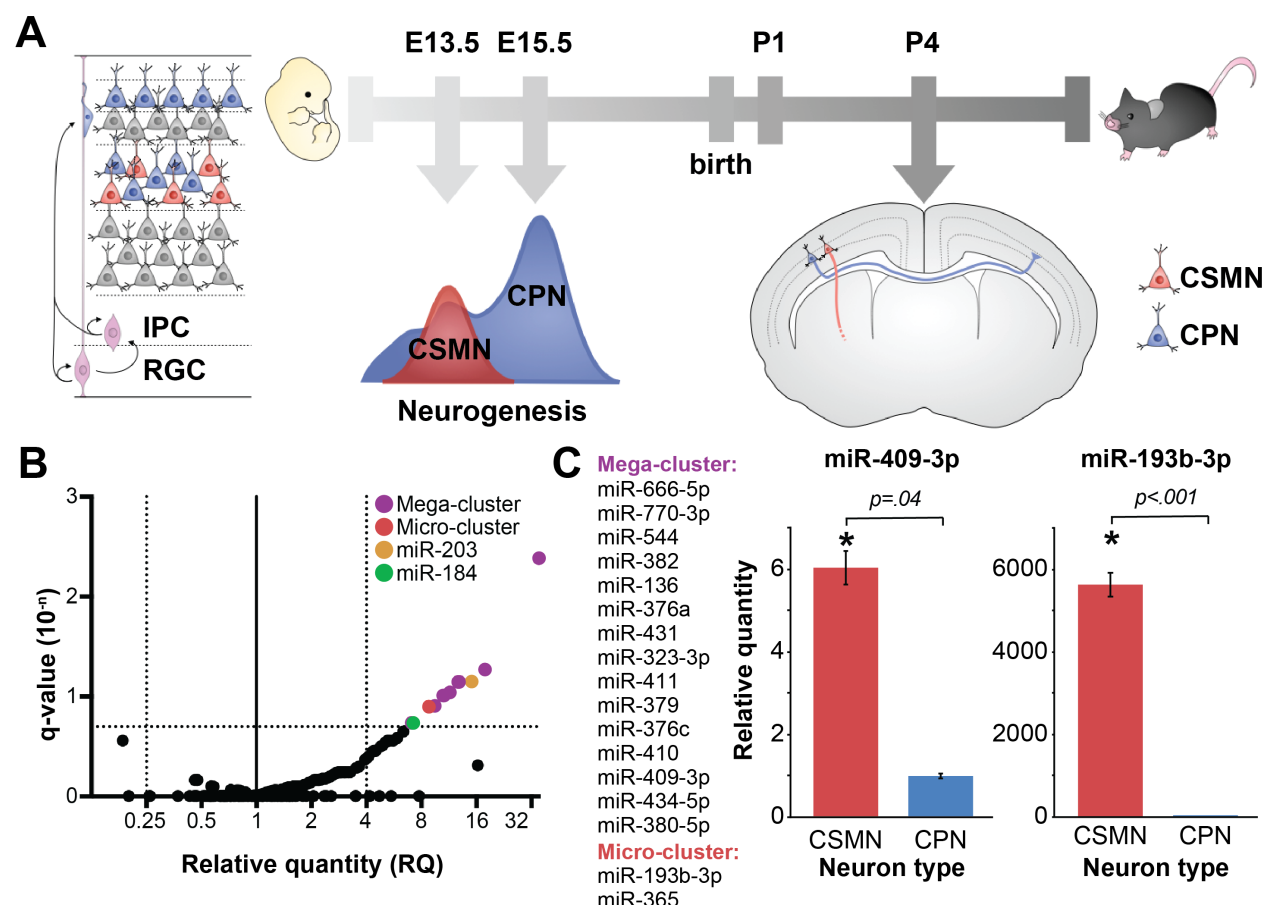 A
E13.5 E15.5
P1
P4
birth
IPC
RGC
CPN
CSMN
Neurogenesis
CSMN
CPN
B
3
2
1
0
q-value (10⁻ⁿ)
Mega-cluster
Micro-cluster
miR-203
miR-184
0.25 0.5 1 2 4 8 16 32
Relative quantity (RQ)
C
Mega-cluster:
miR-666-5p
miR-770-3p
miR-544
miR-382
miR-136
miR-376a
miR-431
miR-323-3p
miR-411
miR-379
miR-376c
miR-410
miR-409-3p
miR-434-5p
miR-380-5p
Micro-cluster:
miR-193b-3p
miR-365
miR-409-3p
p=.04
*
Relative quantity
6
4
2
0
CSMN CPN
Neuron type
miR-193b-3p
p<.001
*
6000
4000
2000
0
CSMN CPN
Neuron type